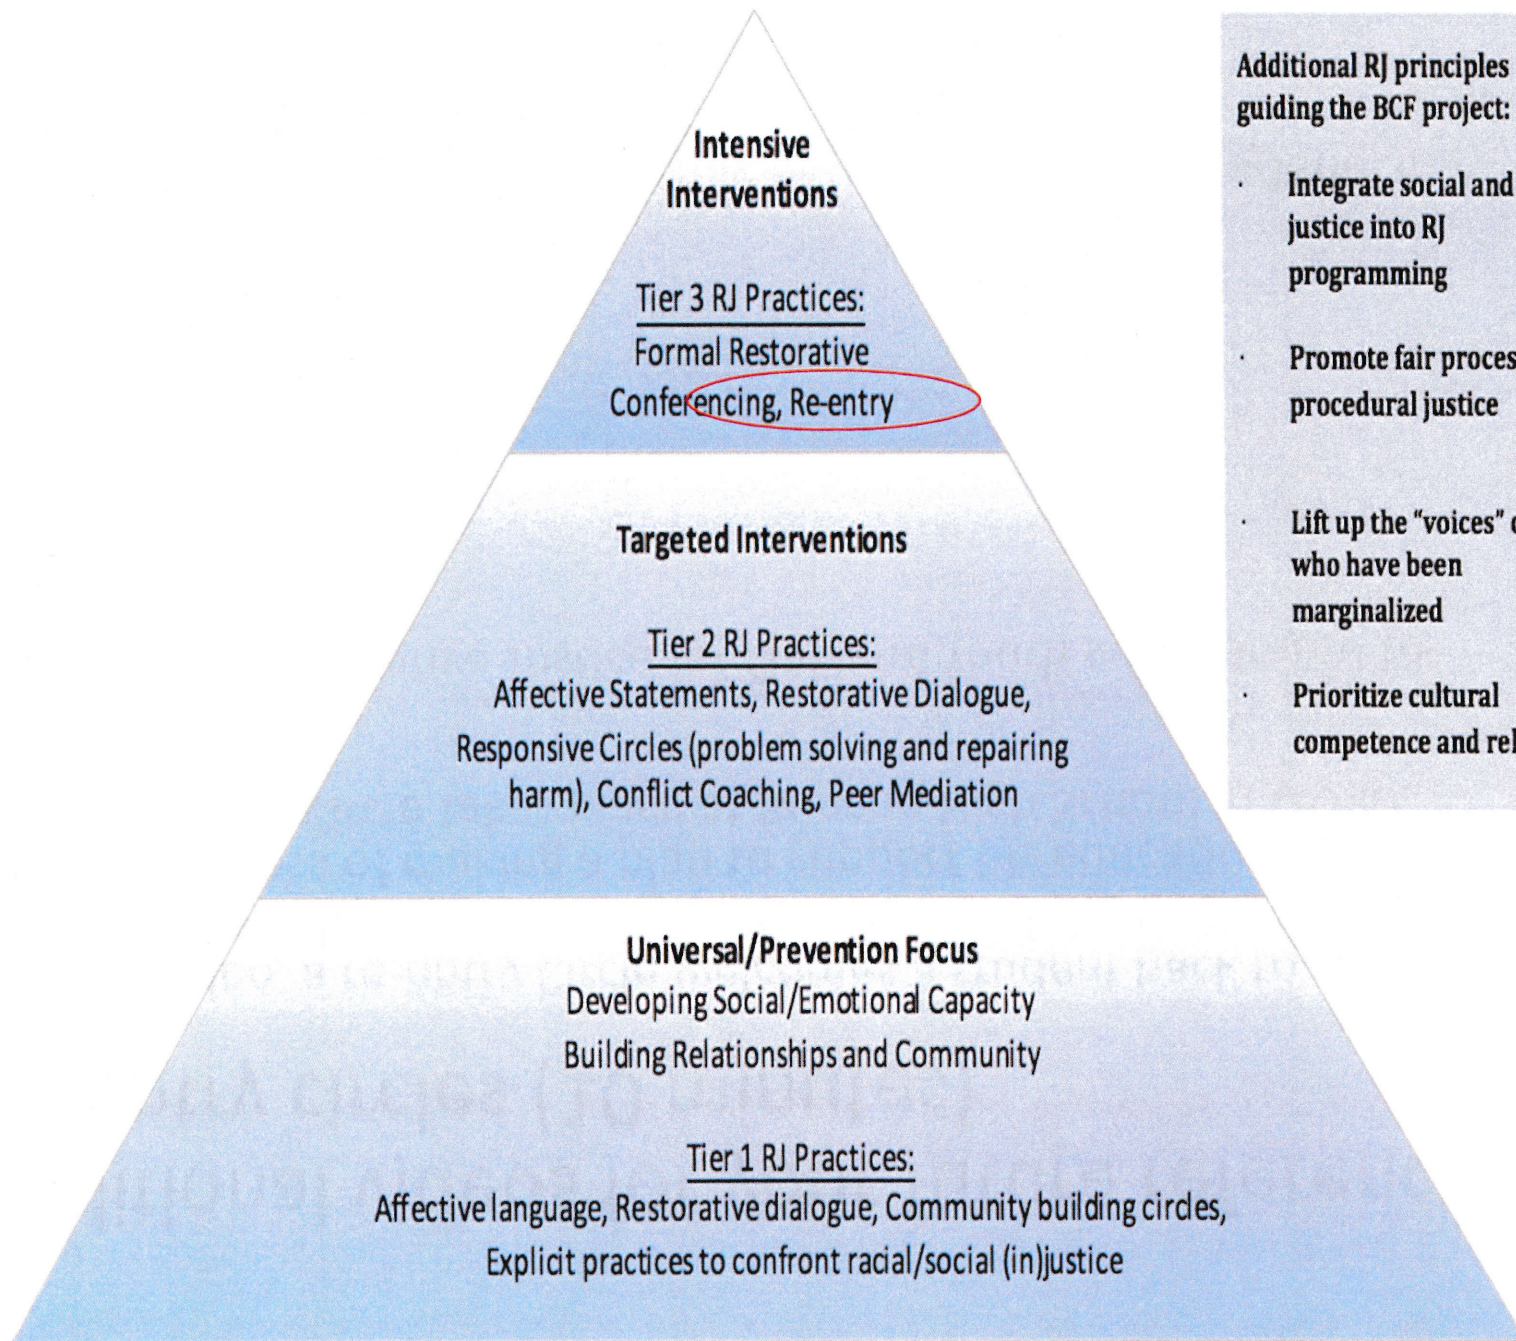 Intensive
Interventions
Tier 3 RJ Practices:
Formal Restorative
Conferencing, Re-entry
Targeted Interventions
Tier 2 RJ Practices:
Affective Statements, Restorative Dialogue,
Responsive Circles (problem solving and repairing
harm), Conflict Coaching, Peer Mediation
Universal/Prevention Focus
Developing Social/Emotional Capacity
Building Relationships and Community
Tier 1 RJ Practices:
Affective language, Restorative dialogue, Community building circles,
Explicit practices to confront racial/social (in)justice
Additional RJ principles
guiding the BCF project:
· Integrate social and
justice into RJ
programming
· Promote fair proces
procedural justice
· Lift up the "voices"
who have been
marginalized
· Prioritize cultural
competence and rel